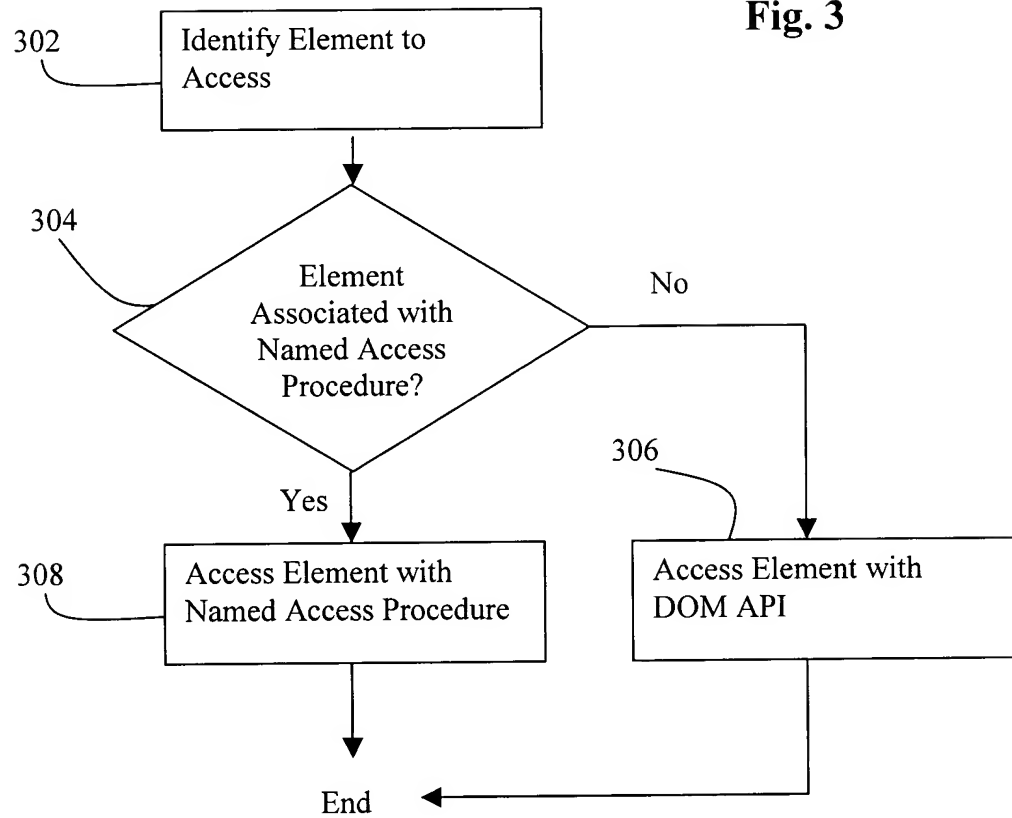 Fig. 3
302
Identify Element to
Access
304
Element
Associated with
Named Access
Procedure?
No
Yes
306
308
Access Element with
Named Access Procedure
Access Element with
DOM API
End